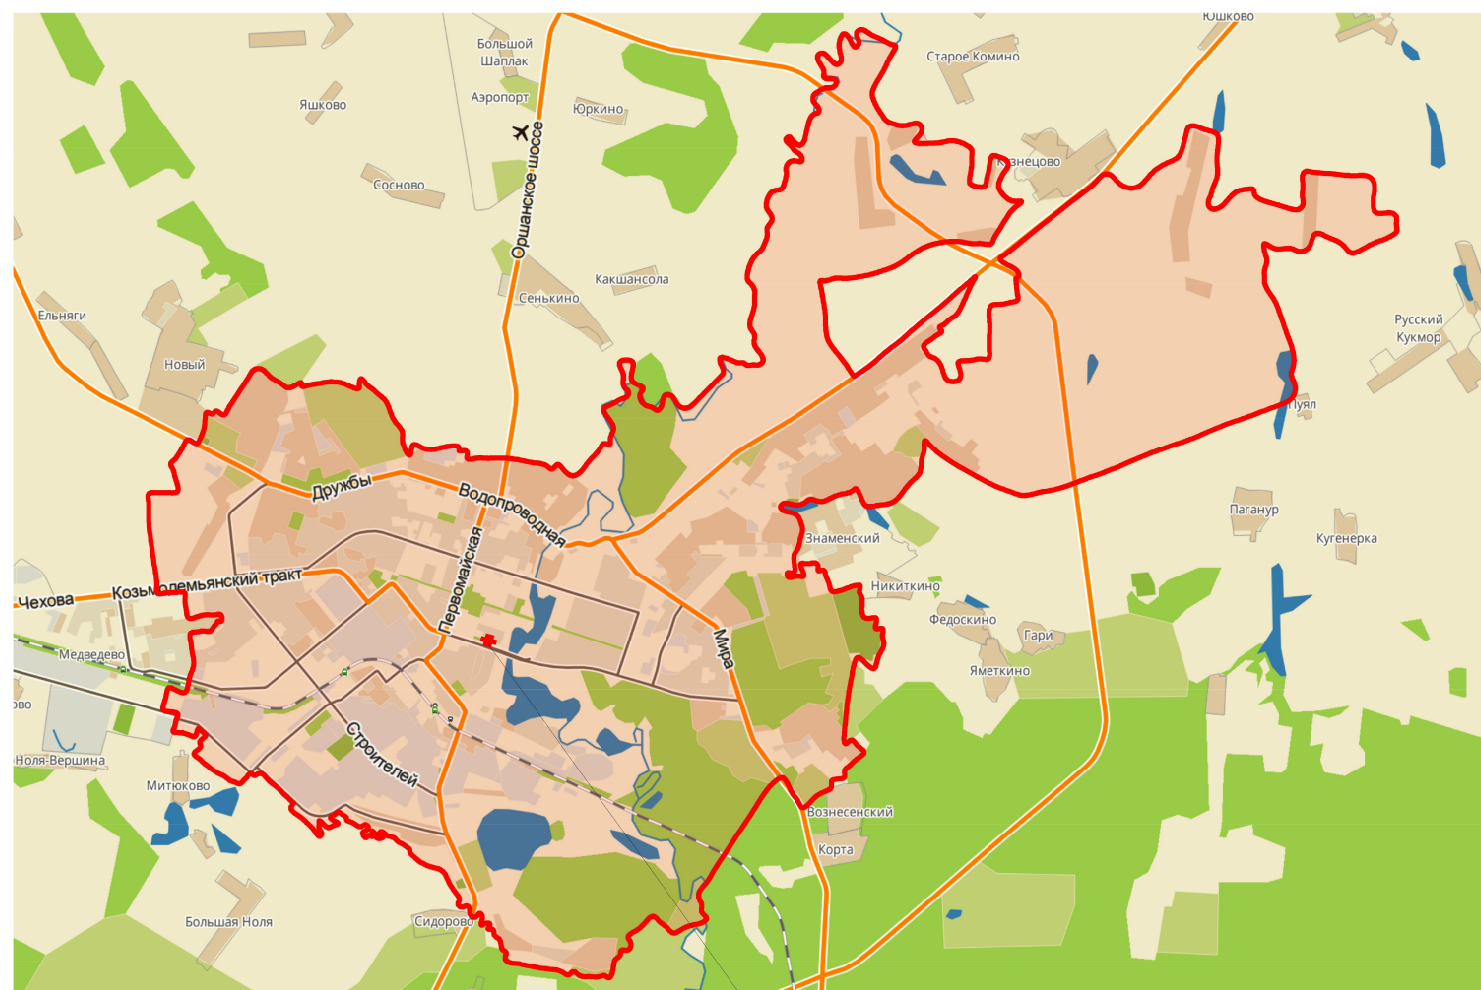 Юшково
Большой
Шаплак
Старое Комино
Аэропорт
Яшково
Юркино
Оршанское шоссе
Сосново
Какшансола
Сенькино
Ельняги
Русский
Кукмор
Новый
Пуял
Дружбы
Водопроводная
Паганур
Знаменский
Кугенерка
Первомайская
Козьмодемьянский тракт
Чехова
Никиткино
Федоскино
Гари
Мира
Медведево
Яметкино
Строителей
Ноля-Вершина
Митюково
Вознесенский
Корта
Большая Ноля
Сидорово